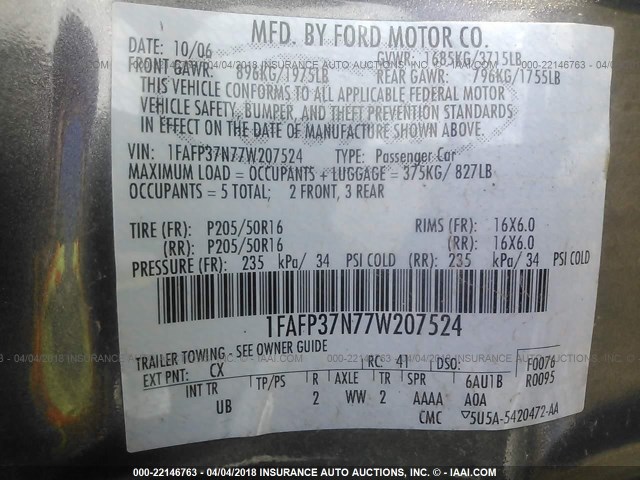 MFD. BY FORD MOTOR CO.
DATE: 10/06 GVWR: 1685KG/3715LB
FRONT GAWR: 896KG/1975LB REAR GAWR: 796KG/1755LB
THIS VEHICLE CONFORMS TO ALL APPLICABLE FEDERAL MOTOR
VEHICLE SAFETY, BUMPER, AND THEFT PREVENTION STANDARDS
IN EFFECT ON THE DATE OF MANUFACTURE SHOWN ABOVE.
VIN: 1FAFP37N77W207524 TYPE: Passenger Car
MAXIMUM LOAD = OCCUPANTS + LUGGAGE = 375KG/ 827LB
OCCUPANTS = 5 TOTAL; 2 FRONT, 3 REAR
TIRE (FR): P205/50R16 RIMS (FR): 16X6.0
(RR): P205/50R16 (RR): 16X6.0
PRESSURE (FR): 235 kPa/ 34 PSI COLD (RR): 235 kPa/ 34 PSI COLD
1FAFP37N77W207524
TRAILER TOWING - SEE OWNER GUIDE
EXT PNT: CX RC: 41 DSO: F0076
R0095
INT TR TP/PS R AXLE TR SPR 6AU1B
UB 2 WW 2 AAAA A0A
CMC 5U5A-5420472-AA
000-22146763 - 04/04/2018 INSURANCE AUTO AUCTIONS, INC. - © - IAAI.COM